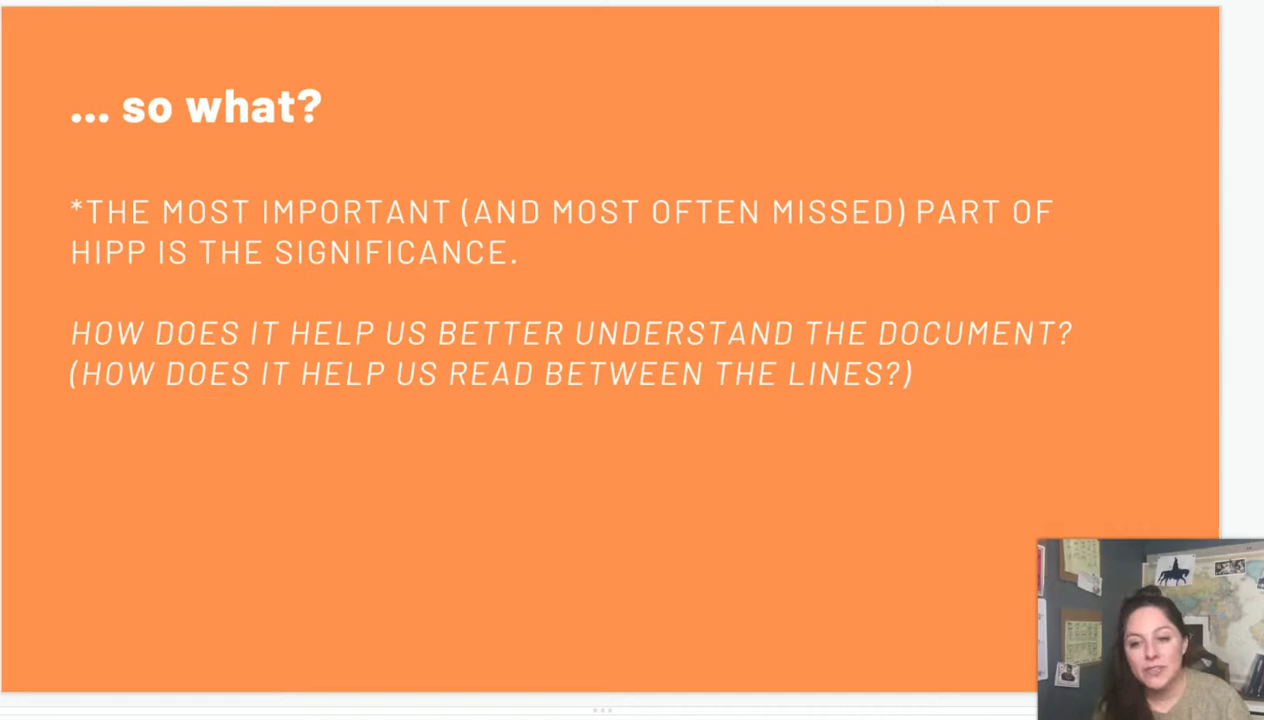 ... so what?
*THE MOST IMPORTANT (AND MOST OFTEN MISSED) PART OF
HIPP IS THE SIGNIFICANCE.
HOW DOES IT HELP US BETTER UNDERSTAND THE DOCUMENT?
(HOW DOES IT HELP US READ BETWEEN THE LINES?)